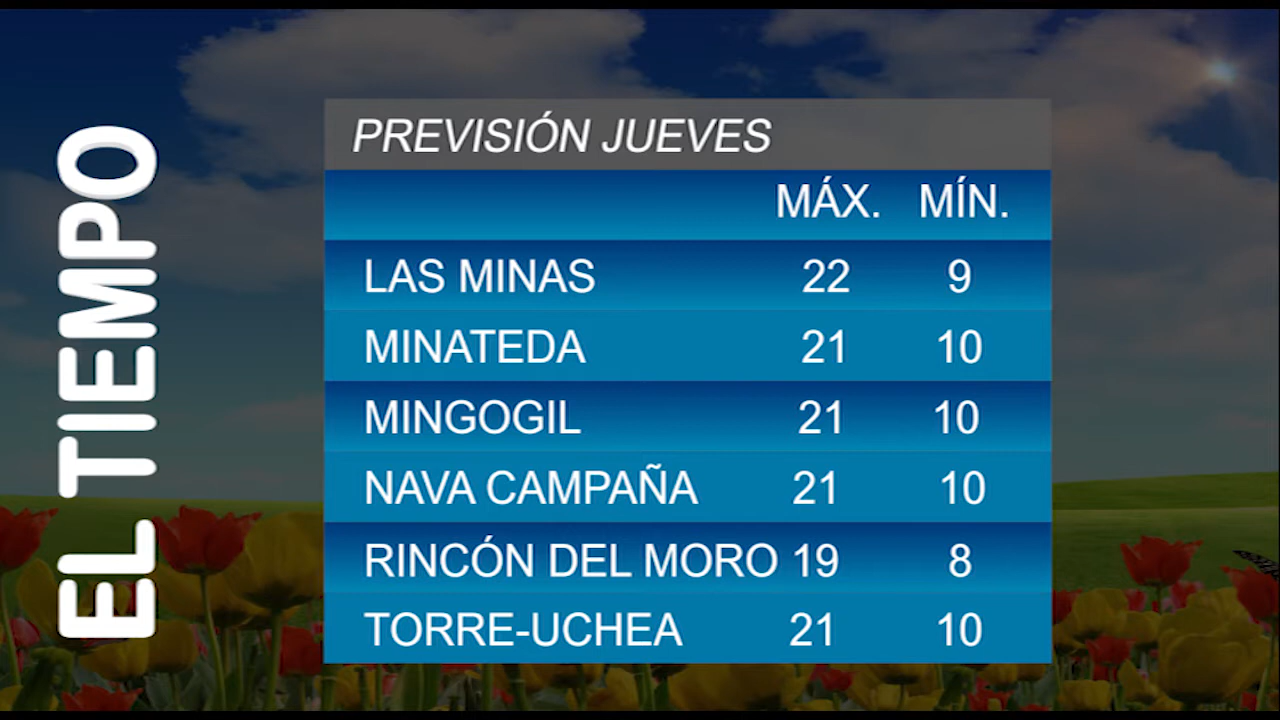 EL TIEMPO
PREVISIÓN JUEVES
MÁX. MÍN.
LAS MINAS 22 9
MINATEDA 21 10
MINGOGIL 21 10
NAVA CAMPAÑA 21 10
RINCÓN DEL MORO 19 8
TORRE-UCHEA 21 10